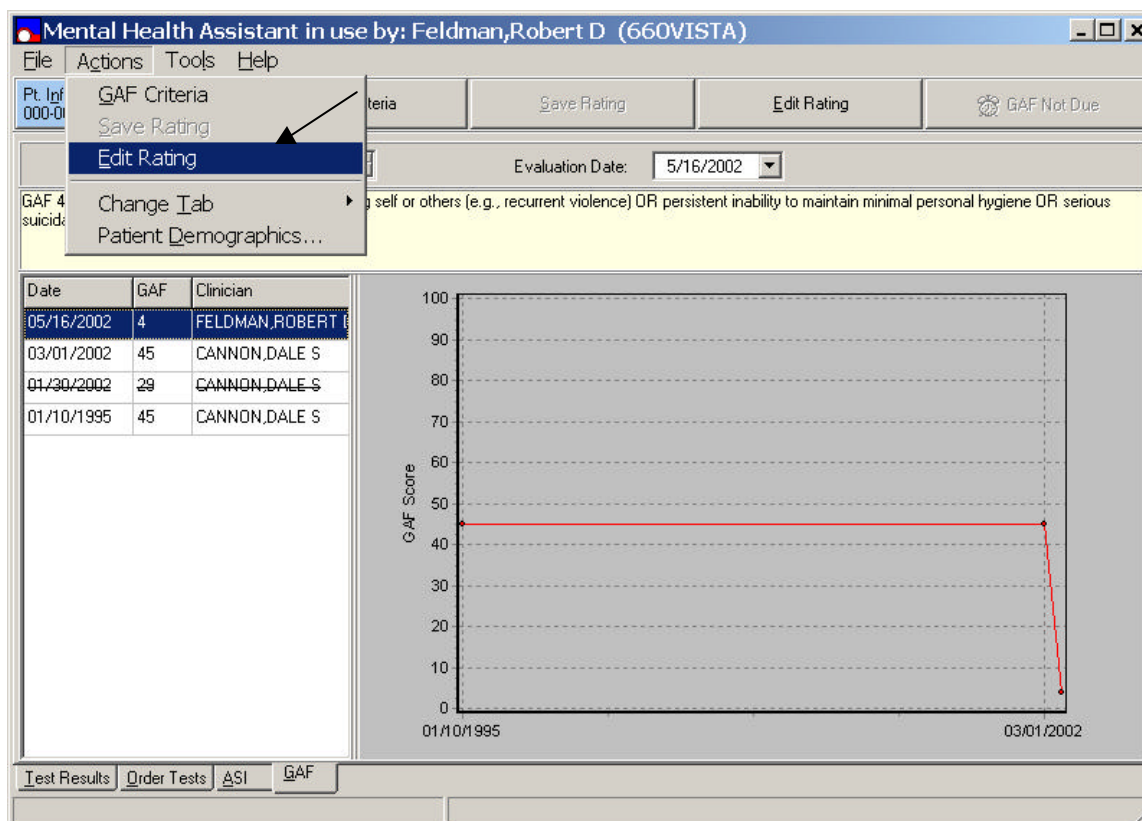 Mental Health Assistant in use by: Feldman,Robert D (660VISTA)
File Actions Tools Help
Pt. Inf
000-0
teria
Save Rating
Edit Rating
GAF Not Due
GAF Criteria
Save Rating
Edit Rating
Change Tab
Patient Demographics...
Evaluation Date: 5/16/2002
GAF 4 g self or others (e.g., recurrent violence) OR persistent inability to maintain minimal personal hygiene OR serious
suicida
Date GAF Clinician
05/16/2002 4 FELDMAN,ROBERT
03/01/2002 45 CANNON,DALE S
01/30/2002 29 CANNON,DALE S
01/10/1995 45 CANNON,DALE S
100
90
80
70
60
50
40
30
20
10
0
GAF Score
01/10/1995 03/01/2002
Test Results Order Tests ASI GAF